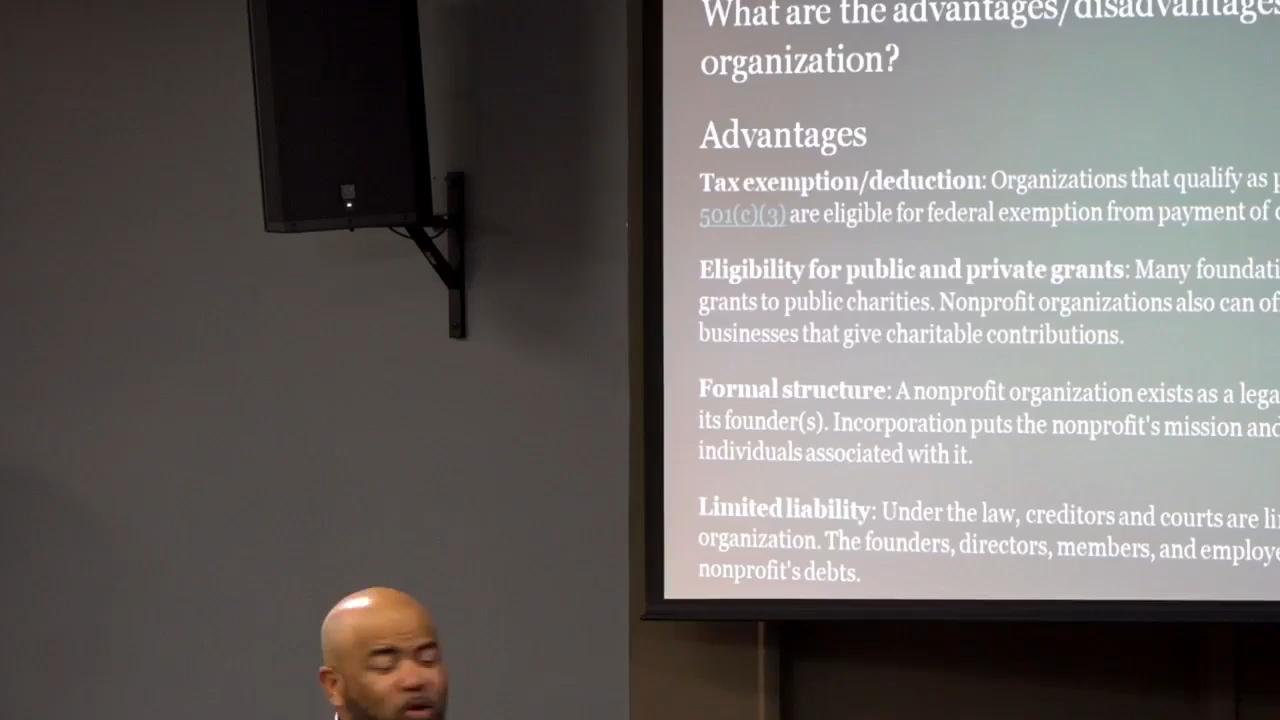 What are the advantages/disadvantages
organization?
Advantages
Tax exemption/deduction: Organizations that qualify as
501(c)(3) are eligible for federal exemption from payment of
Eligibility for public and private grants: Many
grants to public charities. Nonprofit organizations also can
businesses that give charitable contributions.
Formal structure: A nonprofit organization exists as a
its founder(s). Incorporation puts the nonprofit's mission and
individuals associated with it.
Limited liability: Under the law, creditors and courts are
organization. The founders, directors, members, and
nonprofit's debts.